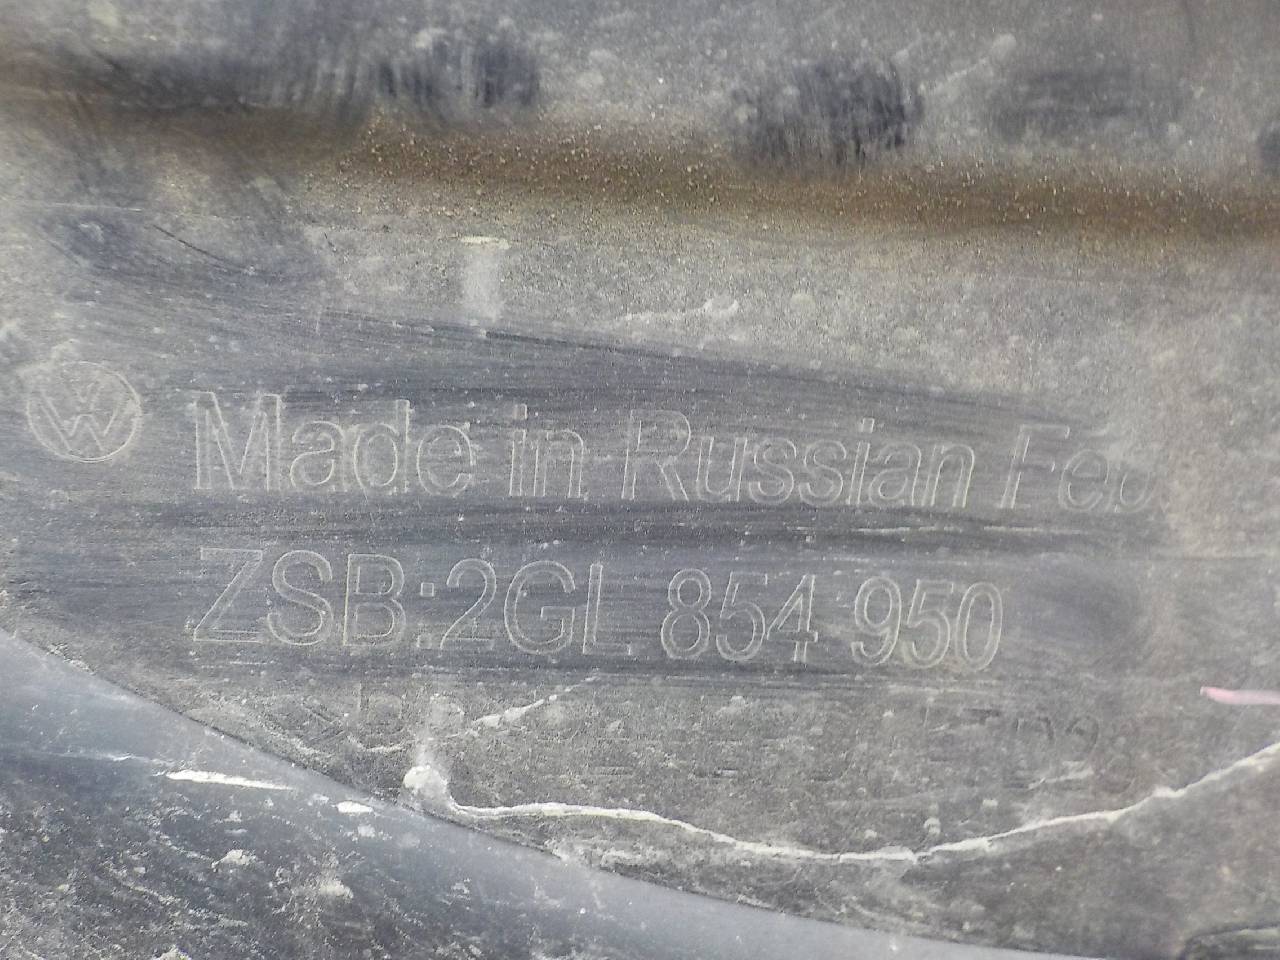 Made in Russian Fed
ZSB:2GL 854 950